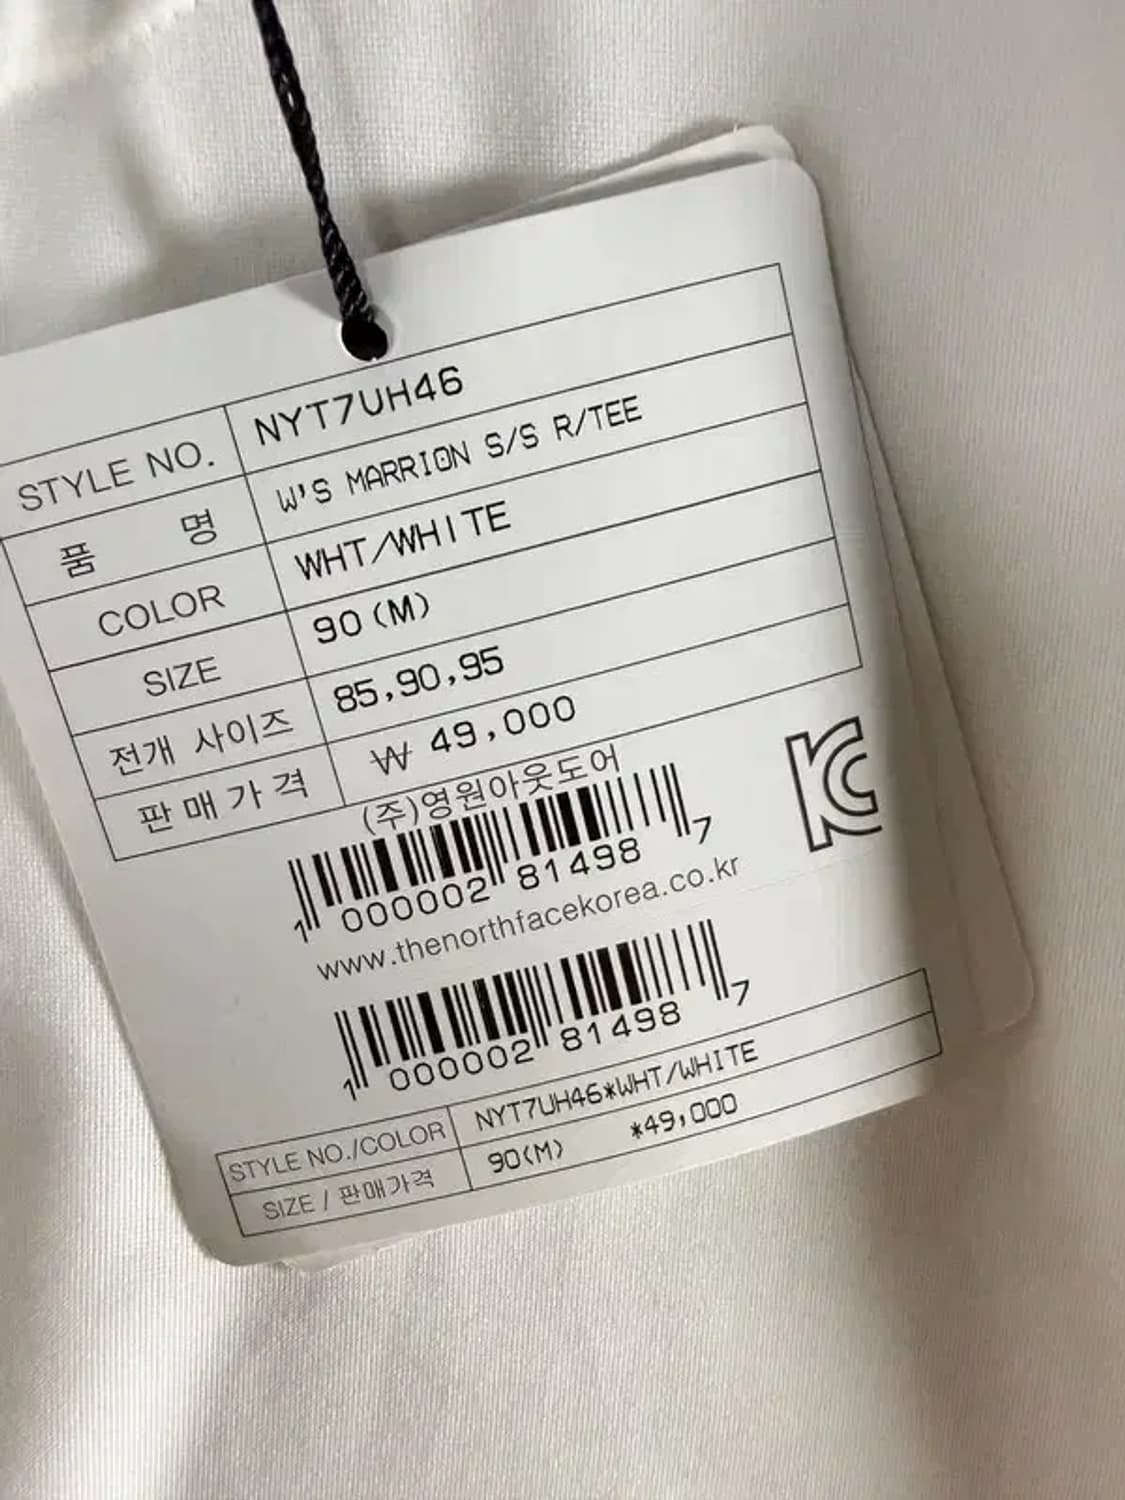 STYLE NO. NYT7UH46
품 명 W'S MARRION S/S R/TEE
COLOR WHT/WHITE
SIZE 90(M)
전개 사이즈 85,90,95
판매가격 ₩ 49,000
(주)영원아웃도어
1 000002 81498 7
www.thenorthfacekorea.co.kr
1 000002 81498 7
STYLE NO./COLOR NYT7UH46*WHT/WHITE
SIZE / 판매가격 90(M) *49,000